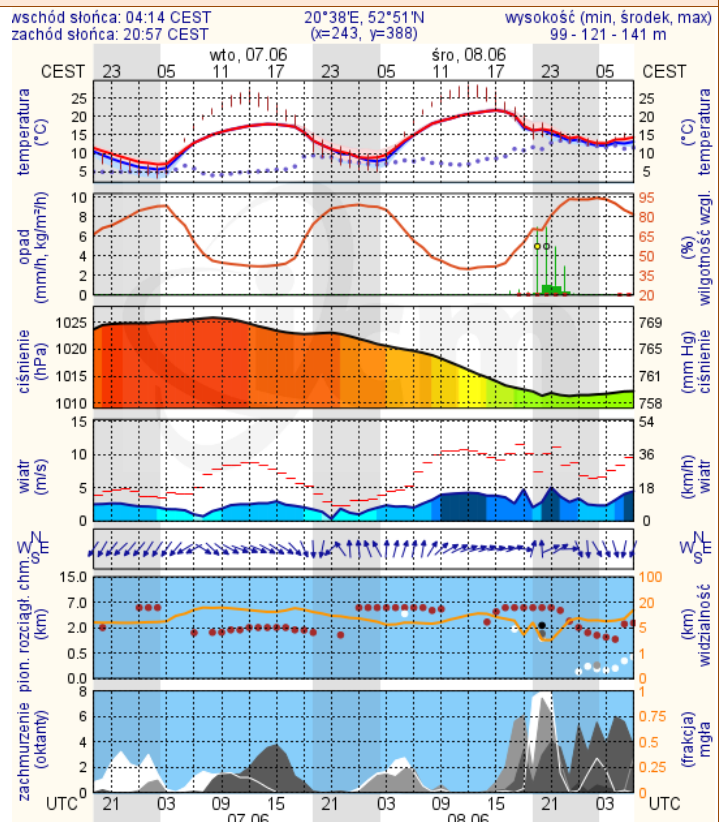 wschód słońca: 04:14 CEST 20°38'E, 52°51'N wysokość (min, środek, max)
zachód słońca: 20:57 CEST (x=243, y=388) 99 - 121 - 141 m
wto, 07.06 śro, 08.06
CEST 23 05 11 17 23 05 11 17 23 05 CEST
temperatura
(°C)
25
20
15
10
5
25
20
15
10
5
(°C)
temperatura
opad
(mm/h, kg/m²/h)
10
8
6
4
2
0
95
80
65
50
35
20
(%)
wilgotność wzgl.
ciśnienie
(hPa)
1025
1020
1015
1010
769
765
761
758
(mm Hg)
ciśnienie
wiatr
(m/s)
15
10
5
0
54
36
18
0
(km/h)
wiatr
N
W E
S
N
W E
S
pion. rozciągł. chm.
(km)
15.0
7.0
2.0
0.5
0.0
100
20
5
1
0
(km)
widzialność
zachmurzenie
(oktanty)
8
6
4
2
0
1
0.75
0.5
0.25
0
(frakcja)
mgła
UTC 21 03 09 15 21 03 09 15 21 03 UTC
07.06 08.06